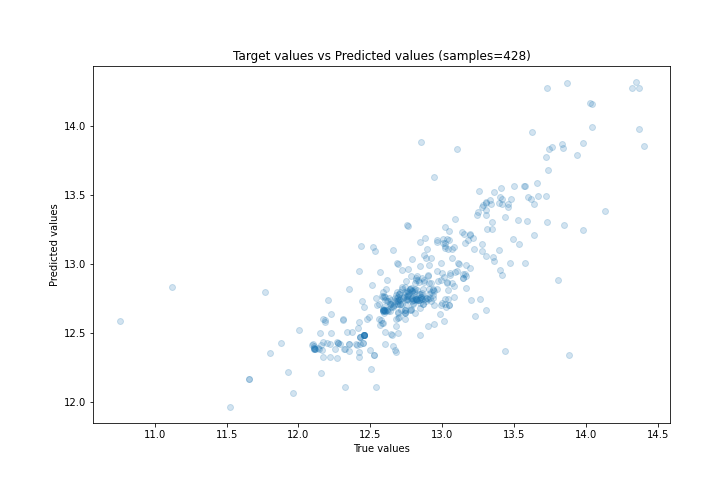 Target values vs Predicted values (samples=428)
14.0
13.5
13.0
12.5
12.0
Predicted values
11.0 11.5 12.0 12.5 13.0 13.5 14.0 14.5
True values